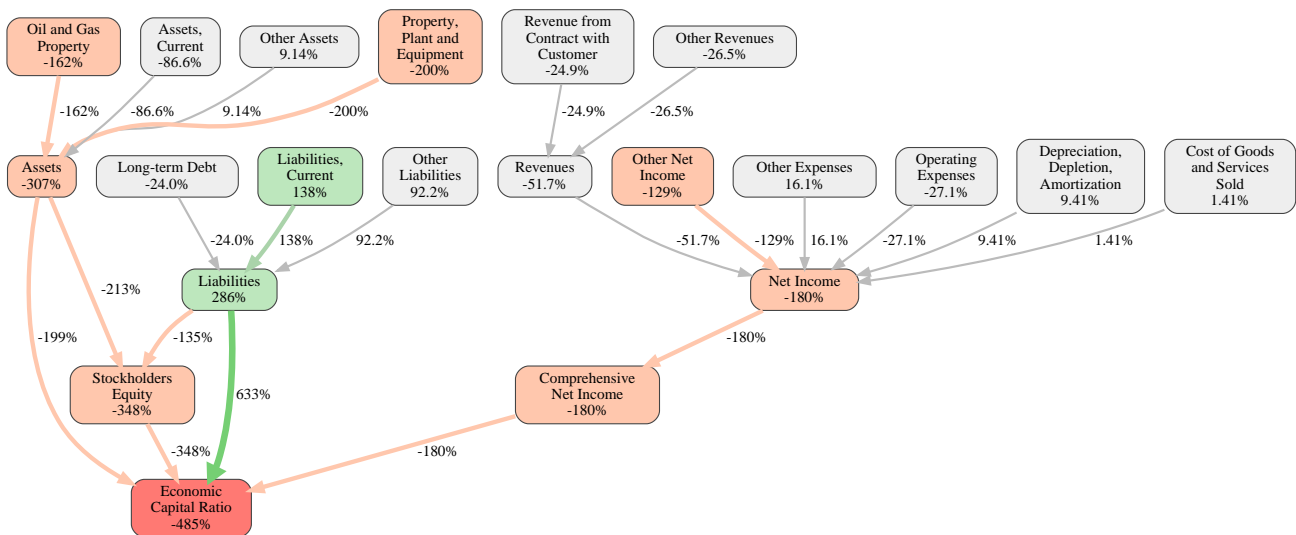 Oil and Gas
Property
-162%
Assets,
Current
-86.6%
Other Assets
9.14%
Property,
Plant and
Equipment
-200%
Revenue from
Contract with
Customer
-24.9%
Other Revenues
-26.5%
-162%
-86.6%
9.14%
-200%
-24.9%
-26.5%
Assets
-307%
Long-term Debt
-24.0%
Liabilities,
Current
138%
Other
Liabilities
92.2%
Revenues
-51.7%
Other Net
Income
-129%
Other Expenses
16.1%
Operating
Expenses
-27.1%
Depreciation,
Depletion,
Amortization
9.41%
Cost of Goods
and Services
Sold
1.41%
-24.0%
138%
92.2%
-51.7%
-129%
16.1%
-27.1%
9.41%
1.41%
-213%
Liabilities
286%
Net Income
-180%
-199%
-135%
-180%
Stockholders
Equity
-348%
633%
Comprehensive
Net Income
-180%
-348%
-180%
Economic
Capital Ratio
-485%